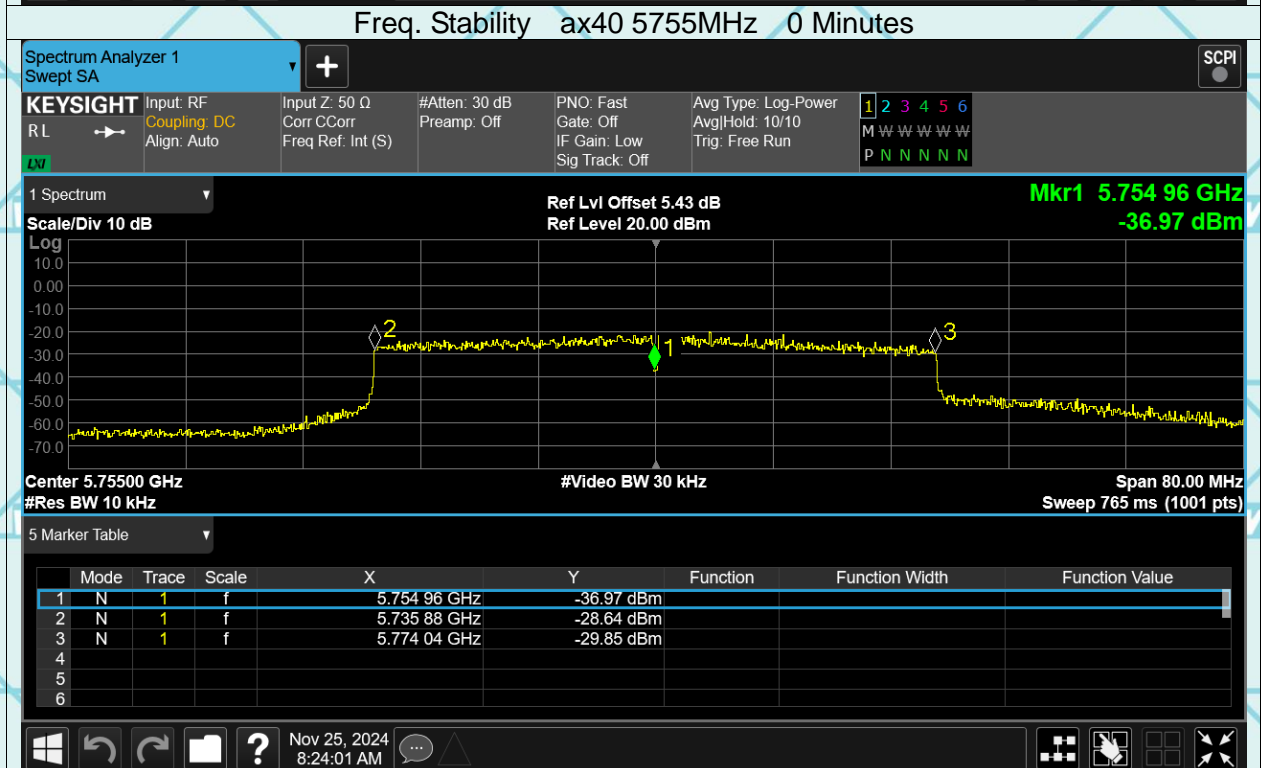 Freq. Stability ax40 5755MHz 0 Minutes
Spectrum Analyzer 1
Swept SA
+
SCPI
KEYSIGHT Input: RF Input Z: 50 Ω #Atten: 30 dB PNO: Fast Avg Type: Log-Power 1 2 3 4 5 6
R L Coupling: DC Corr CCorr Preamp: Off Gate: Off Avg|Hold: 10/10 M W W W W W
Align: Auto Freq Ref: Int (S) IF Gain: Low Trig: Free Run P N N N N N
LXI Sig Track: Off
1 Spectrum Ref Lvl Offset 5.43 dB Mkr1 5.754 96 GHz
Scale/Div 10 dB Ref Level 20.00 dBm -36.97 dBm
Log
10.0
0.00
-10.0
-20.0
-30.0
-40.0
-50.0
-60.0
-70.0
2
1
3
Center 5.75500 GHz #Video BW 30 kHz Span 80.00 MHz
#Res BW 10 kHz Sweep 765 ms (1001 pts)
5 Marker Table
Mode Trace Scale X Y Function Function Width Function Value
1 N 1 f 5.754 96 GHz -36.97 dBm
2 N 1 f 5.735 88 GHz -28.64 dBm
3 N 1 f 5.774 04 GHz -29.85 dBm
4
5
6
? Nov 25, 2024
8:24:01 AM